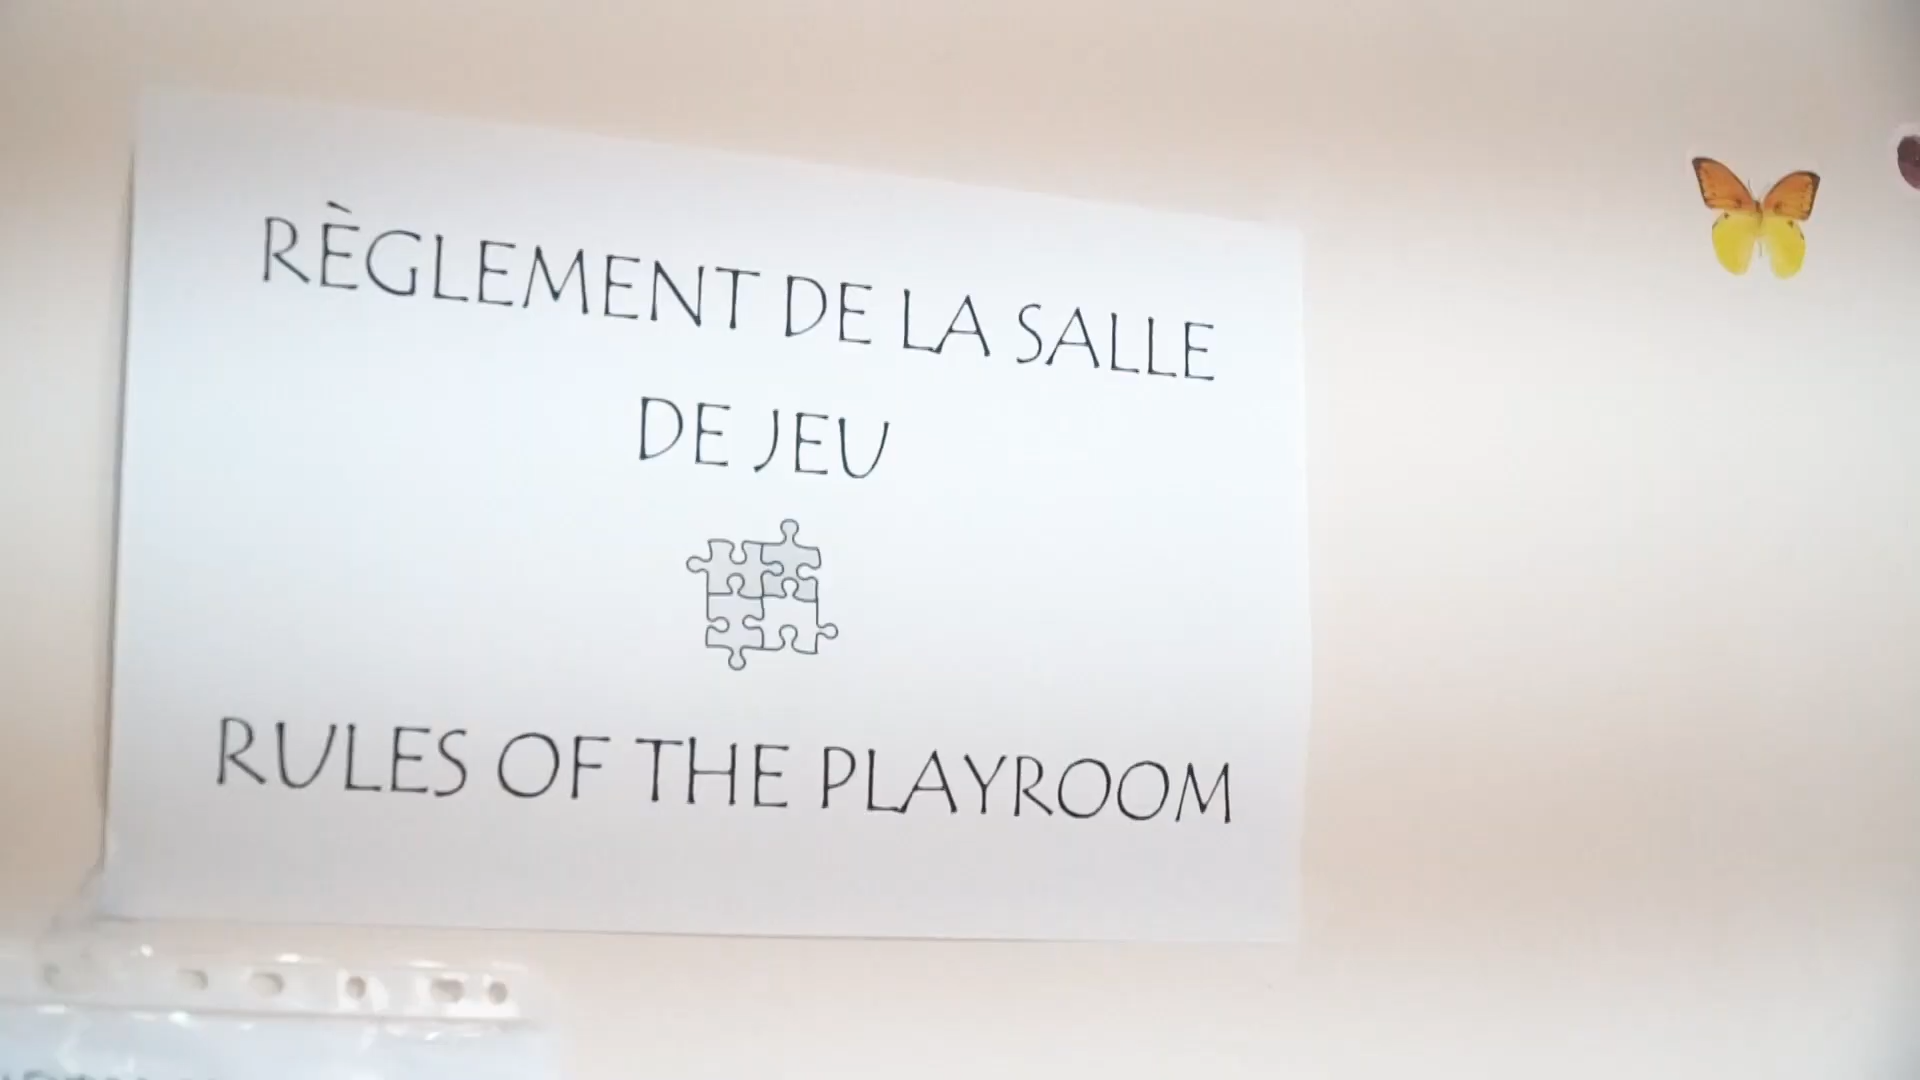 RÈGLEMENT DE LA SALLE
DE JEU
RULES OF THE PLAYROOM